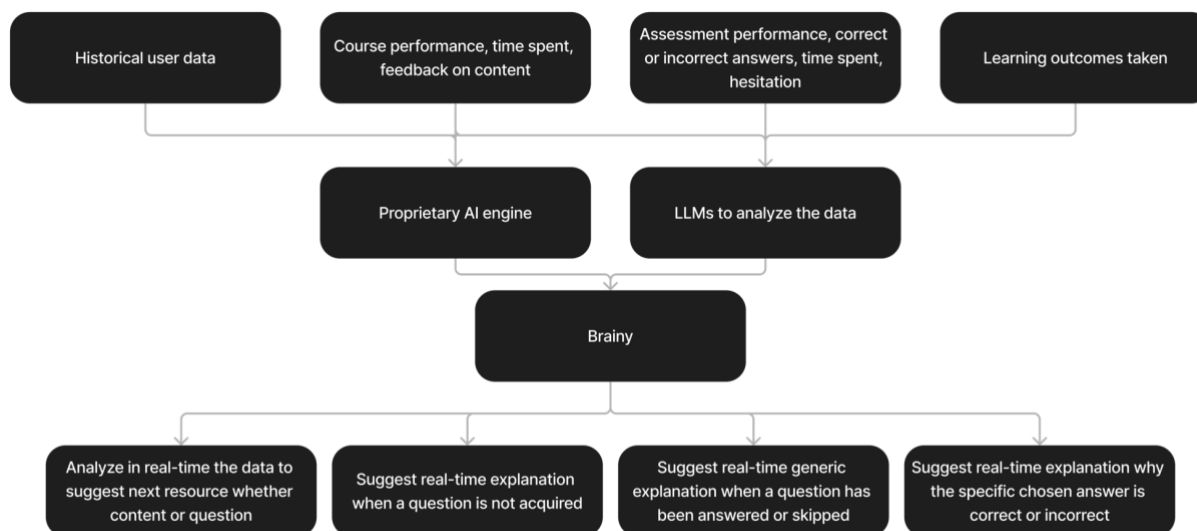 Historical user data
Course performance, time spent,
feedback on content
Assessment performance, correct
or incorrect answers, time spent,
hesitation
Learning outcomes taken
Proprietary AI engine
LLMs to analyze the data
Brainy
Analyze in real-time the data to
suggest next resource whether
content or question
Suggest real-time explanation
when a question is not acquired
Suggest real-time generic
explanation when a question has
been answered or skipped
Suggest real-time explanation why
the specific chosen answer is
correct or incorrect